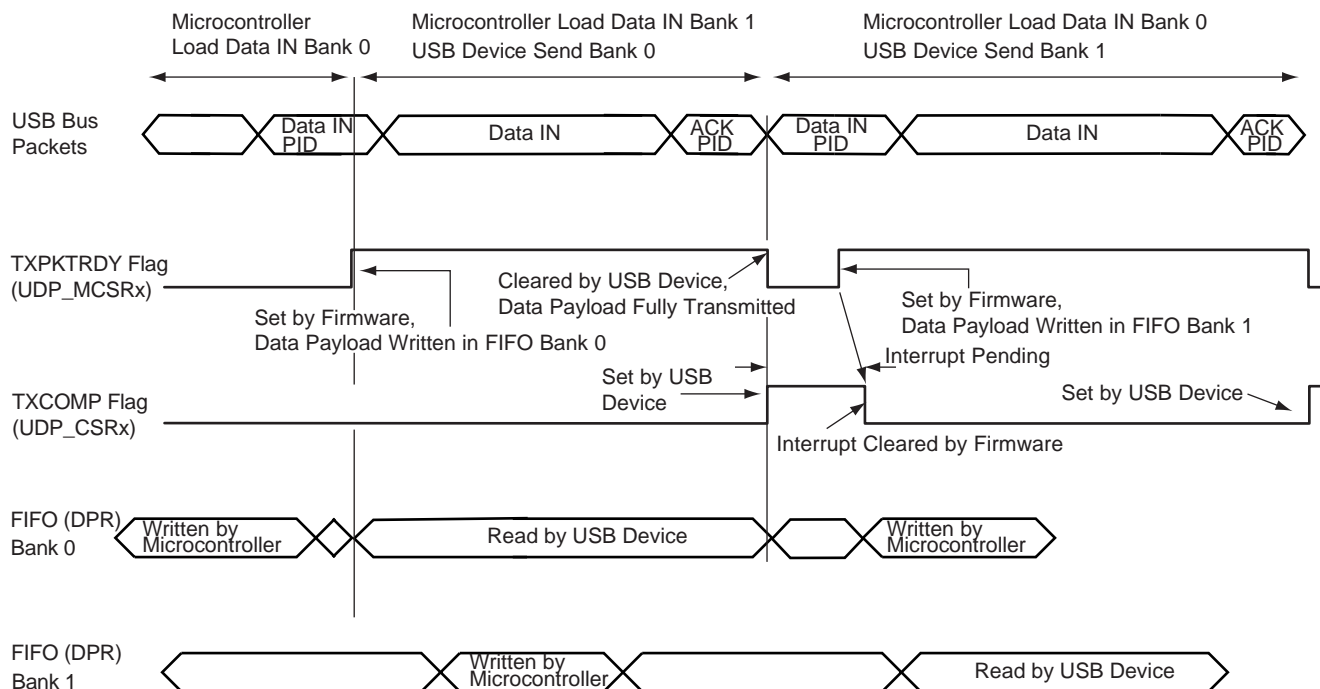 Microcontroller
Load Data IN Bank 0
Microcontroller Load Data IN Bank 1
USB Device Send Bank 0
Microcontroller Load Data IN Bank 0
USB Device Send Bank 1
USB Bus
Packets
Data IN
PID
Data IN
ACK
PID
Data IN
PID
Data IN
ACK
PID
TXPKTRDY Flag
(UDP_MCSRx)
Set by Firmware,
Data Payload Written in FIFO Bank 0
Cleared by USB Device,
Data Payload Fully Transmitted
Set by Firmware,
Data Payload Written in FIFO Bank 1
Interrupt Pending
TXCOMP Flag
(UDP_CSRx)
Set by USB
Device
Set by USB Device
Interrupt Cleared by Firmware
FIFO (DPR)
Bank 0
Written by
Microcontroller
Read by USB Device
Written by
Microcontroller
FIFO (DPR)
Bank 1
Written by
Microcontroller
Read by USB Device